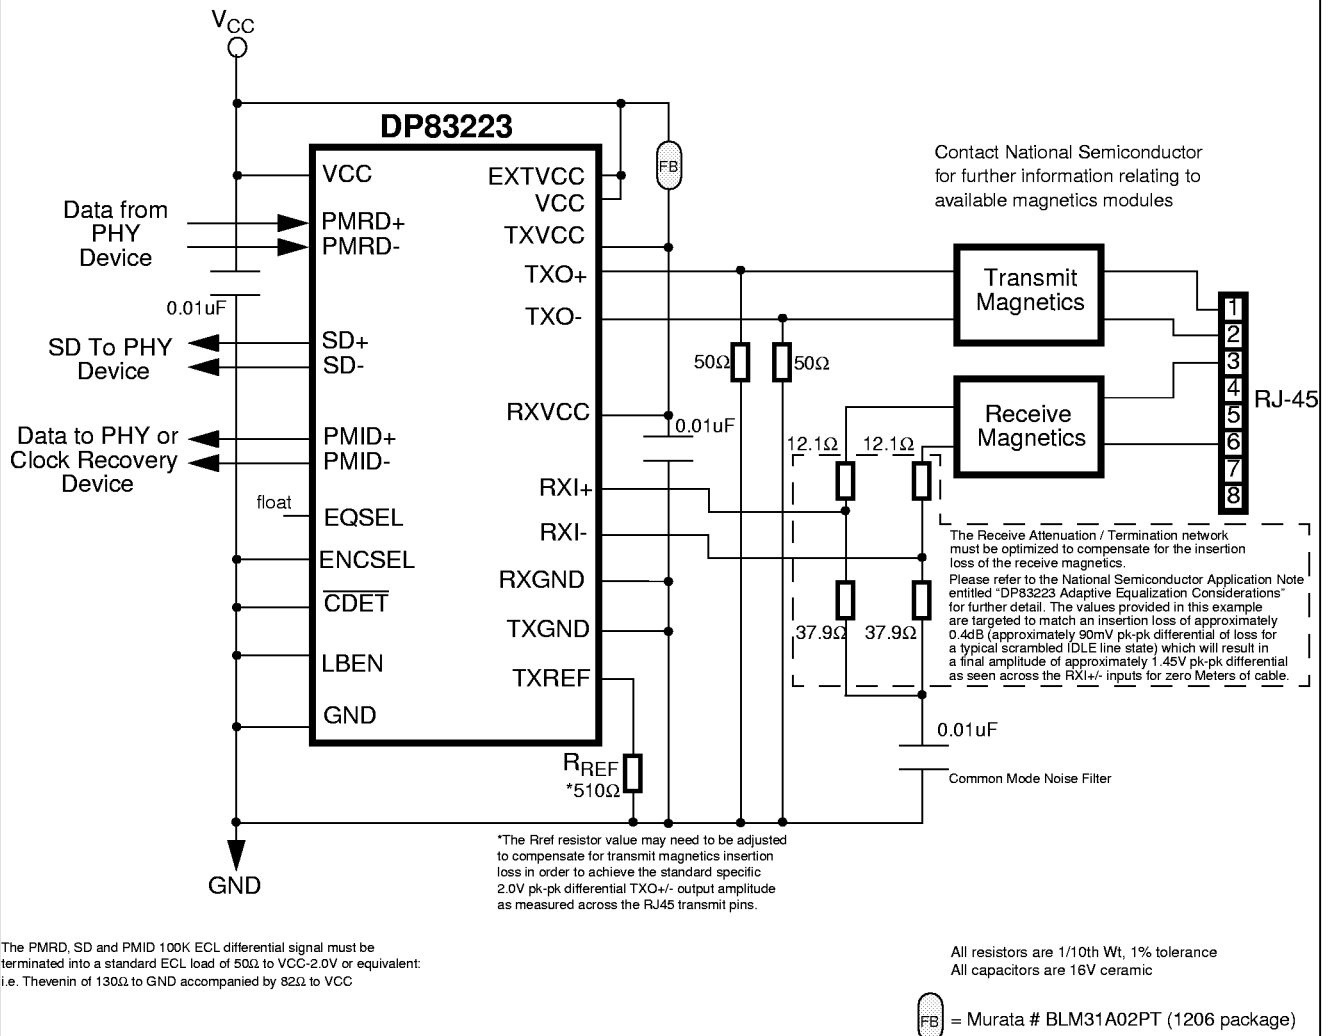 VCC
DP83223
VCC
PMRD+
PMRD-
SD+
SD-
PMID+
PMID-
EQSEL
ENCSEL
CDET
LBEN
GND
EXTVCC
VCC
TXVCC
TXO+
TXO-
RXVCC
RXI+
RXI-
RXGND
TXGND
TXREF
Data from
PHY
Device
0.01uF
SD To PHY
Device
Data to PHY or
Clock Recovery
Device
float
GND
FB
50Ω
50Ω
0.01uF
RREF
*510Ω
Contact National Semiconductor
for further information relating to
available magnetics modules
Transmit
Magnetics
Receive
Magnetics
1
2
3
4
5
6
7
8
RJ-45
12.1Ω
12.1Ω
37.9Ω
37.9Ω
The Receive Attenuation / Termination network
must be optimized to compensate for the insertion
loss of the receive magnetics.
Please refer to the National Semiconductor Application Note
entitled “DP83223 Adaptive Equalization Considerations”
for further detail. The values provided in this example
are targeted to match an insertion loss of approximately
0.4dB (approximately 90mV pk-pk differential of loss for
a typical scrambled IDLE line state) which will result in
a final amplitude of approximately 1.45V pk-pk differential
as seen across the RXI+/- inputs for zero Meters of cable.
0.01uF
Common Mode Noise Filter
*The Rref resistor value may need to be adjusted
to compensate for transmit magnetics insertion
loss in order to achieve the standard specific
2.0V pk-pk differential TXO+/- output amplitude
as measured across the RJ45 transmit pins.
The PMRD, SD and PMID 100K ECL differential signal must be
terminated into a standard ECL load of 50Ω to VCC-2.0V or equivalent:
i.e. Thevenin of 130Ω to GND accompanied by 82Ω to VCC
All resistors are 1/10th Wt, 1% tolerance
All capacitors are 16V ceramic
FB = Murata # BLM31A02PT (1206 package)